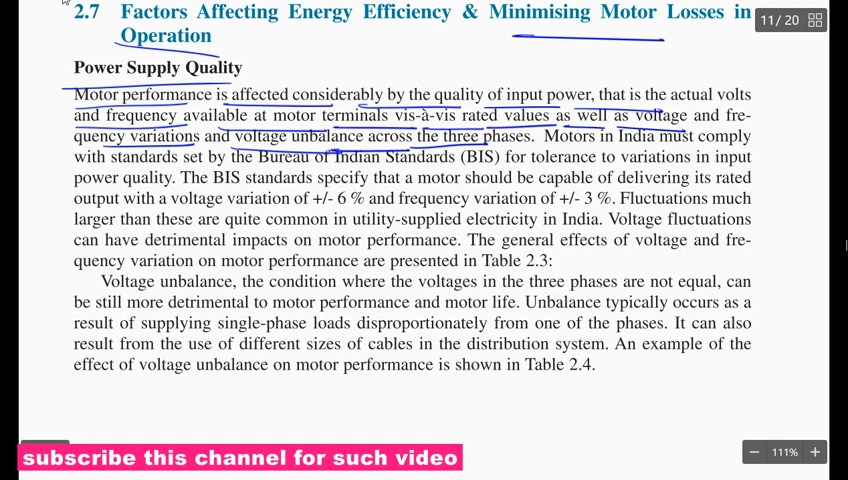 2.7 Factors Affecting Energy Efficiency & Minimising Motor Losses in
Operation
11/20
Power Supply Quality
Motor performance is affected considerably by the quality of input power, that is the actual volts
and frequency available at motor terminals vis-à-vis rated values as well as voltage and fre-
quency variations and voltage unbalance across the three phases. Motors in India must comply
with standards set by the Bureau of Indian Standards (BIS) for tolerance to variations in input
power quality. The BIS standards specify that a motor should be capable of delivering its rated
output with a voltage variation of +/- 6 % and frequency variation of +/- 3 %. Fluctuations much
larger than these are quite common in utility-supplied electricity in India. Voltage fluctuations
can have detrimental impacts on motor performance. The general effects of voltage and fre-
quency variation on motor performance are presented in Table 2.3:
Voltage unbalance, the condition where the voltages in the three phases are not equal, can
be still more detrimental to motor performance and motor life. Unbalance typically occurs as a
result of supplying single-phase loads disproportionately from one of the phases. It can also
result from the use of different sizes of cables in the distribution system. An example of the
effect of voltage unbalance on motor performance is shown in Table 2.4.
subscribe this channel for such video
111%